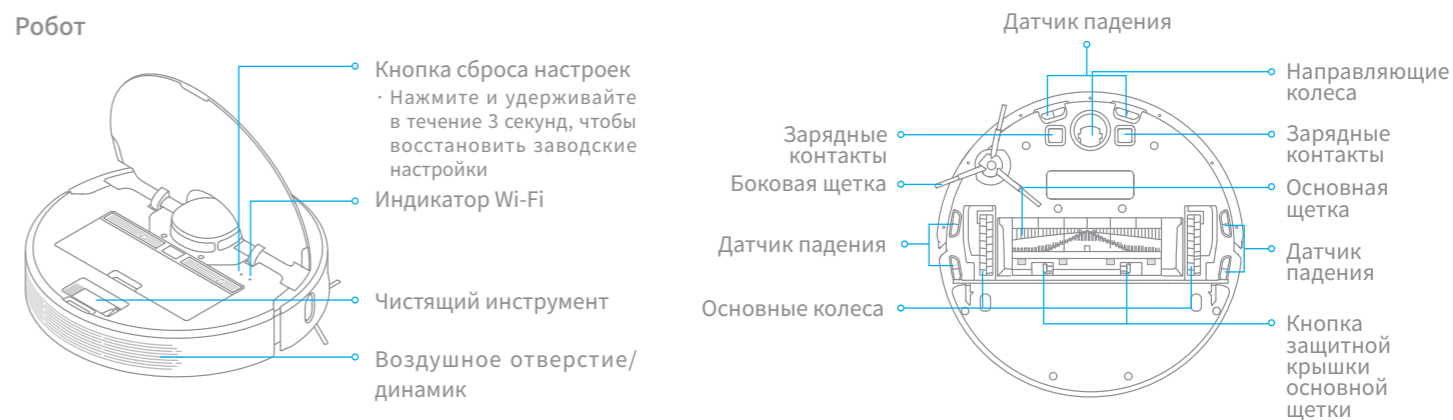 Робот
Кнопка сброса настроек
· Нажмите и удерживайте
в течение 3 секунд, чтобы
восстановить заводские
настройки
Индикатор Wi-Fi
Чистящий инструмент
Воздушное отверстие/
динамик
Датчик падения
Зарядные
контакты
Боковая щетка
Датчик падения
Основные колеса
Направляющие
колеса
Зарядные
контакты
Основная
щетка
Датчик
падения
Кнопка
защитной
крышки
основной
щетки